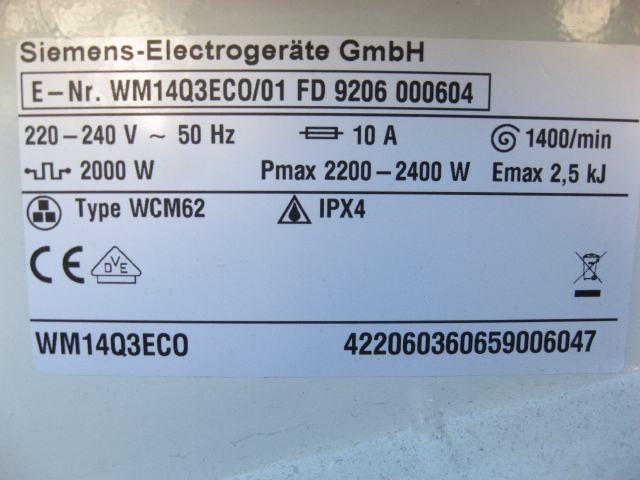 Siemens-Electrogeräte GmbH
E-Nr. WM14Q3ECO/01 FD 9206 000604
220-240 V ~ 50 Hz 10 A 1400/min
2000 W Pmax 2200-2400 W Emax 2,5 kJ
Type WCM62 IPX4
CE DVE
WM14Q3ECO 422060360659006047